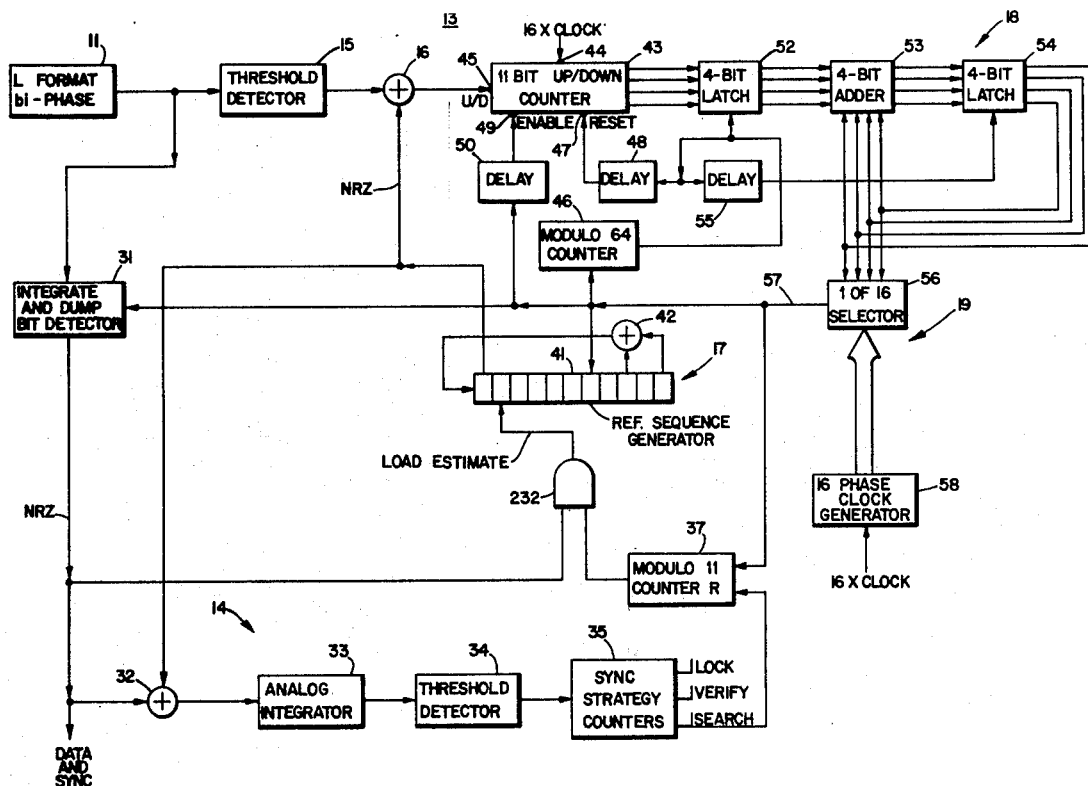 13
16 X CLOCK
18
11
L FORMAT
bi-PHASE
15
THRESHOLD
DETECTOR
16
45
U/D
44
43
11 BIT UP/DOWN
COUNTER
49
ENABLE
RESET
47
52
4-BIT
LATCH
53
4-BIT
ADDER
54
4-BIT
LATCH
50
DELAY
48
DELAY
DELAY
55
NRZ
46
MODULO 64
COUNTER
31
INTEGRATE
AND DUMP
BIT DETECTOR
57
56
1 OF 16
SELECTOR
19
42
41
17
REF. SEQUENCE
GENERATOR
LOAD ESTIMATE
232
58
16 PHASE
CLOCK
GENERATOR
16 X CLOCK
NRZ
37
MODULO 11
COUNTER R
14
32
33
ANALOG
INTEGRATOR
34
THRESHOLD
DETECTOR
35
SYNC
STRATEGY
COUNTERS
LOCK
VERIFY
SEARCH
DATA
AND
SYNC